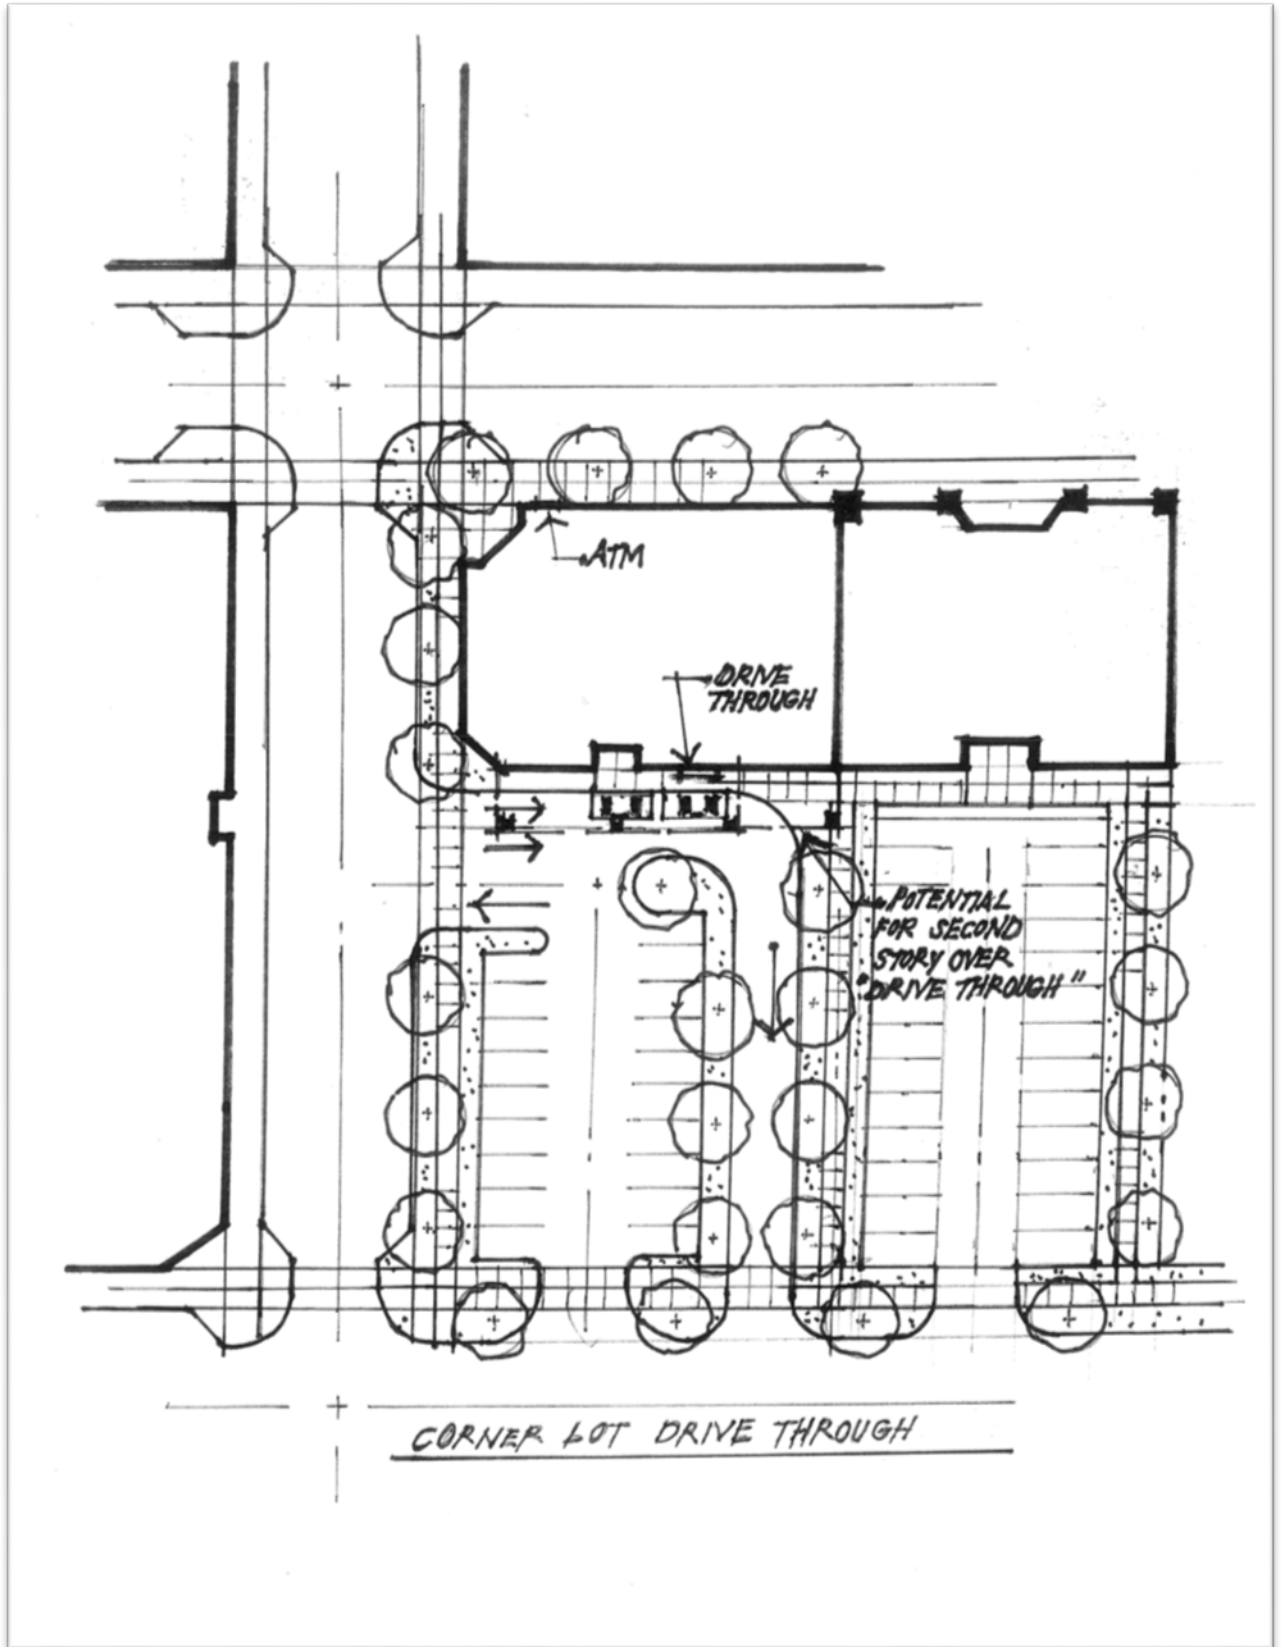 ATM
DRIVE
THROUGH
POTENTIAL
FOR SECOND
STORY OVER
"DRIVE THROUGH"
CORNER LOT DRIVE THROUGH